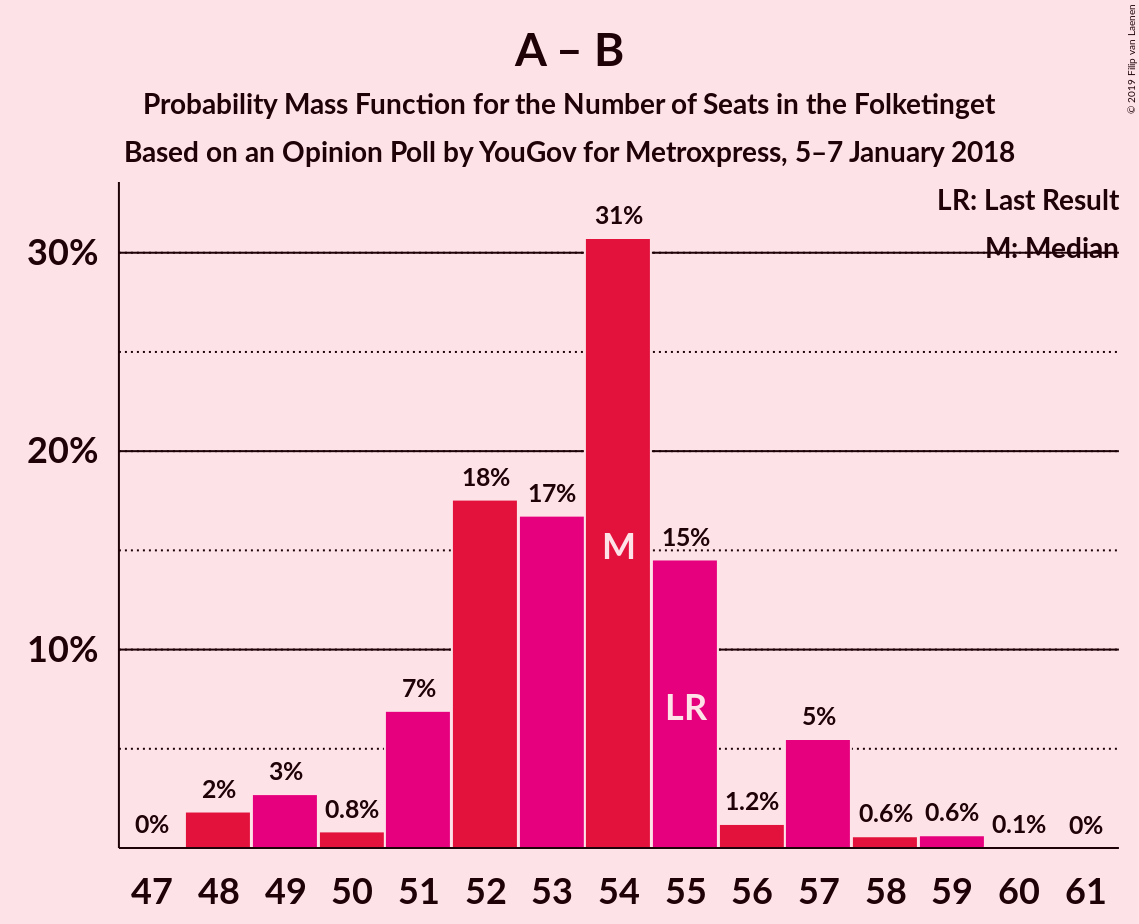 A – B
Probability Mass Function for the Number of Seats in the Folketinget
Based on an Opinion Poll by YouGov for Metroxpress, 5–7 January 2018
© 2019 Filip van Laenen
LR: Last Result
M: Median
30%
20%
10%
0%
2%
3%
0.8%
7%
18%
17%
31%
15%
1.2%
5%
0.6%
0.6%
0.1%
0%
M
LR
47 48 49 50 51 52 53 54 55 56 57 58 59 60 61